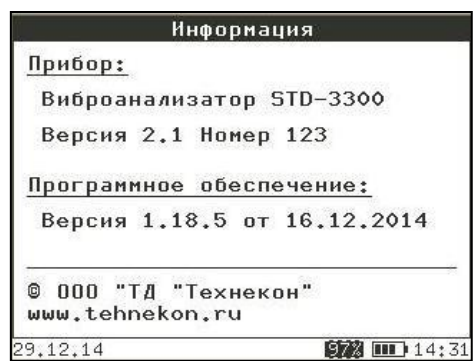 Информация
Прибор:
Виброанализатор STD-3300
Версия 2.1 Номер 123
Программное обеспечение:
Версия 1.18.5 от 16.12.2014
© ООО "ТД "Технекон"
www.tehnekon.ru
29.12.14 97% 14:31